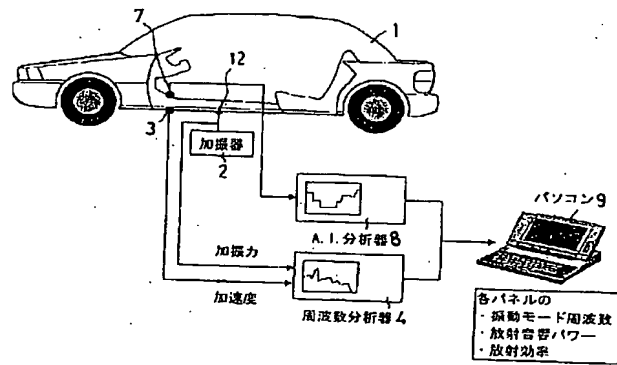 7
1
12
3
加振器
2
パソコン9
A.I.分析器8
加振力
加速度
周波数分析器4
各パネルの
・振動モード周波数
・放射音響パワー
・放射効率